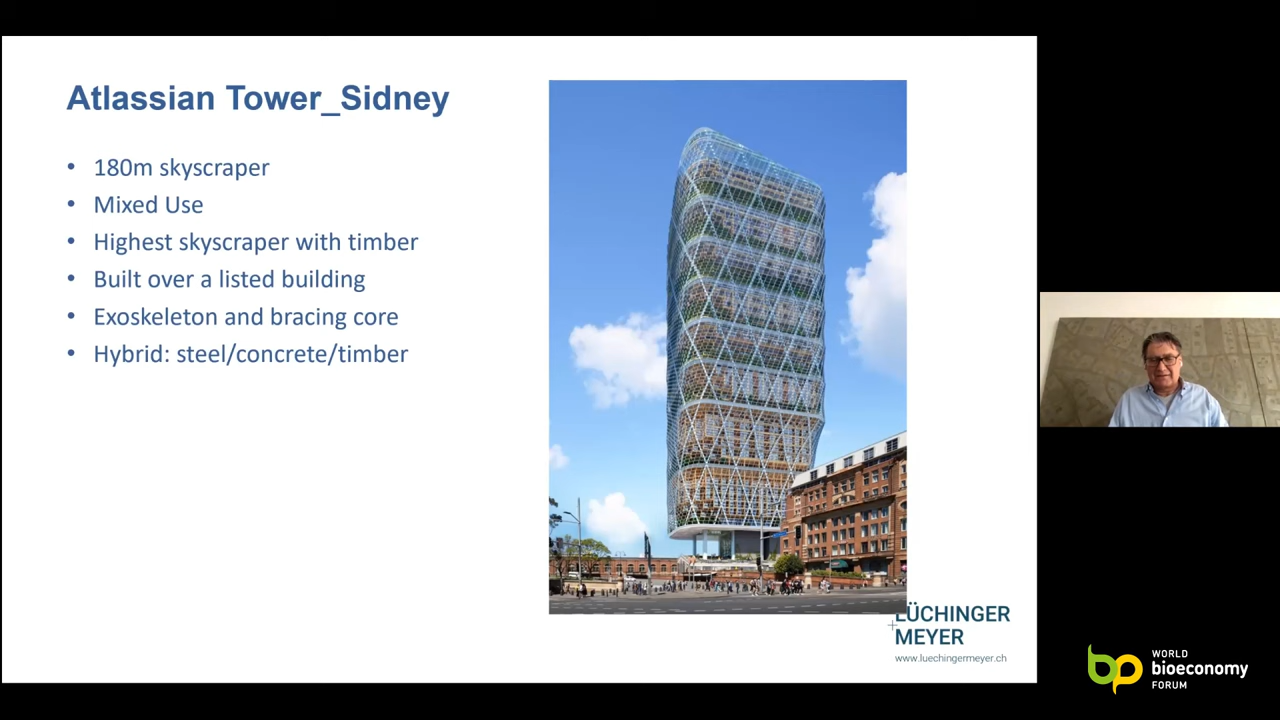 Atlassian Tower_Sidney
• 180m skyscraper
• Mixed Use
• Highest skyscraper with timber
• Built over a listed building
• Exoskeleton and bracing core
• Hybrid: steel/concrete/timber
LÜCHINGER
MEYER
www.luechingermeyer.ch
bp
WORLD
bioeconomy
FORUM